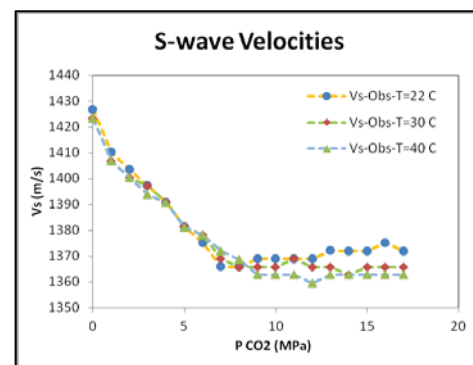 S-wave Velocities
1440
1430
1420
1410
1400
1390
1380
1370
1360
1350
Vs (m/s)
Vs-Obs-T=22 C
Vs-Obs-T=30 C
Vs-Obs-T=40 C
0 5 10 15 20
P CO2 (MPa)